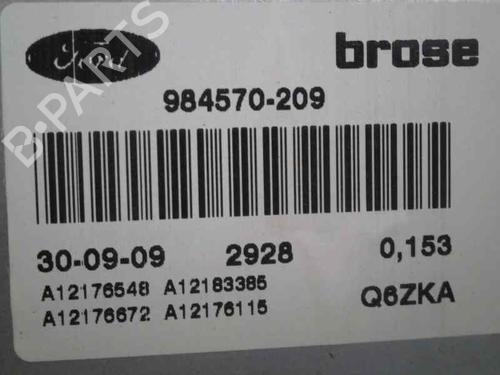 Ford
brose
984570-209
30-09-09 2928 0,153
A12176548 A12183385
A12176672 A12176115
Q6ZKA
B-PARTS